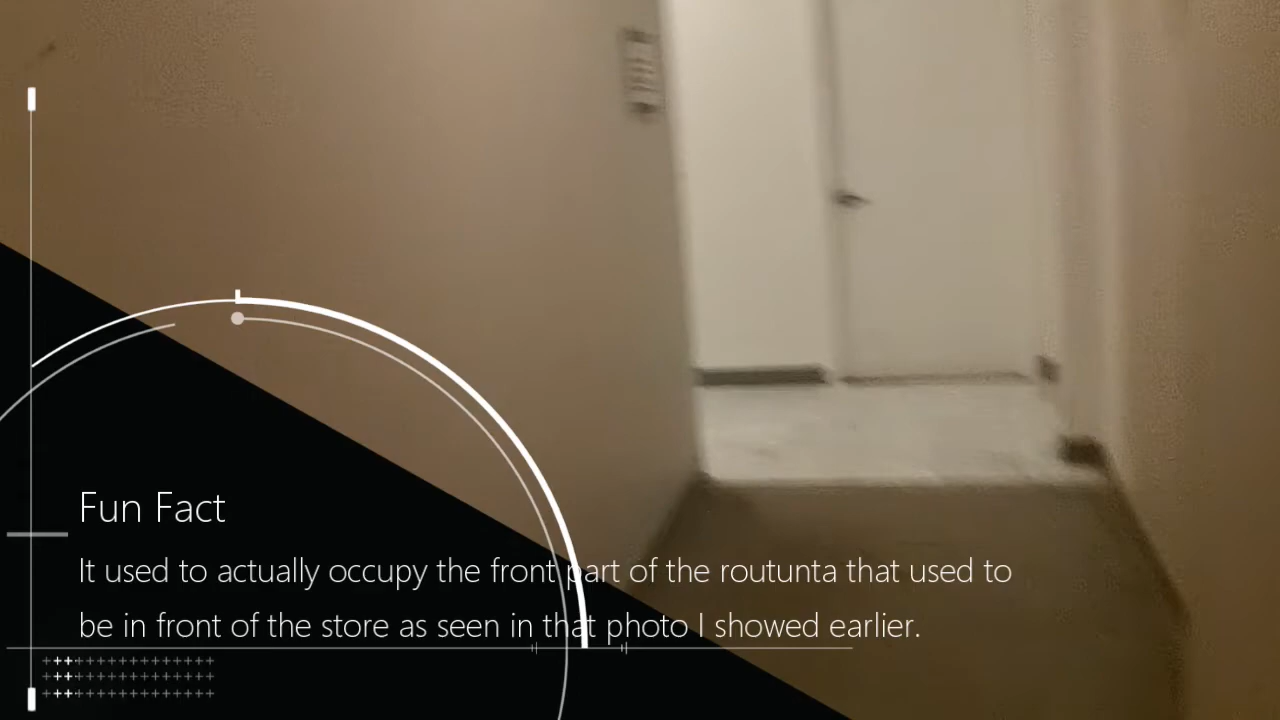 Fun Fact
It used to actually occupy the front part of the routunta that used to
be in front of the store as seen in that photo I showed earlier.